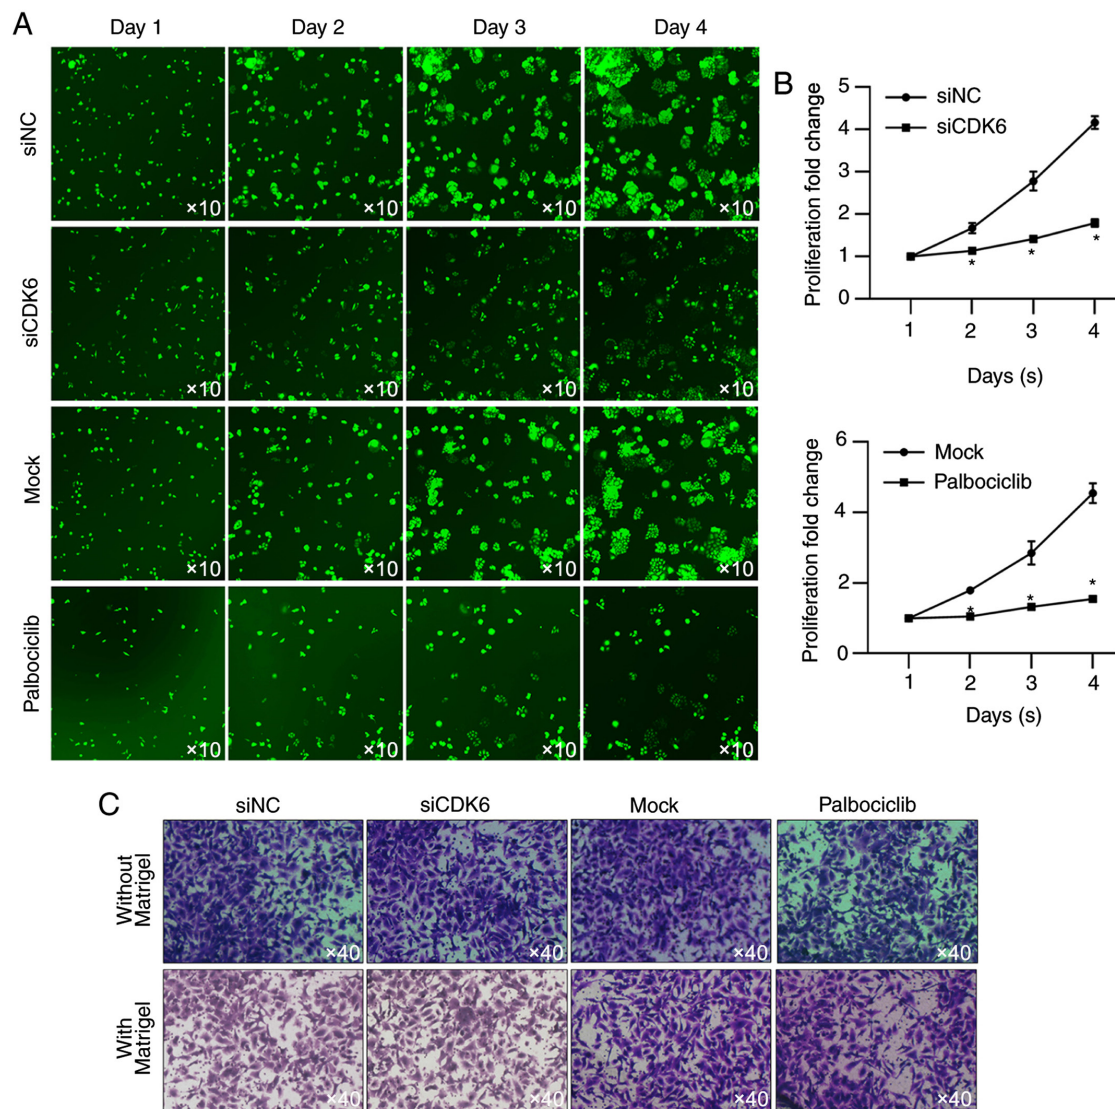 A
Day 1 Day 2 Day 3 Day 4
siNC
×10 ×10 ×10 ×10
siCDK6
×10 ×10 ×10 ×10
Mock
×10 ×10 ×10 ×10
Palbociclib
×10 ×10 ×10 ×10
B
Proliferation fold change
5
4
3
2
1
0
siNC
siCDK6
*
*
*
1 2 3 4
Days (s)
Proliferation fold change
6
4
2
0
Mock
Palbociclib
*
*
*
1 2 3 4
Days (s)
C
siNC siCDK6 Mock Palbociclib
Without
Matrigel
×40 ×40 ×40 ×40
With
Matrigel
×40 ×40 ×40 ×40